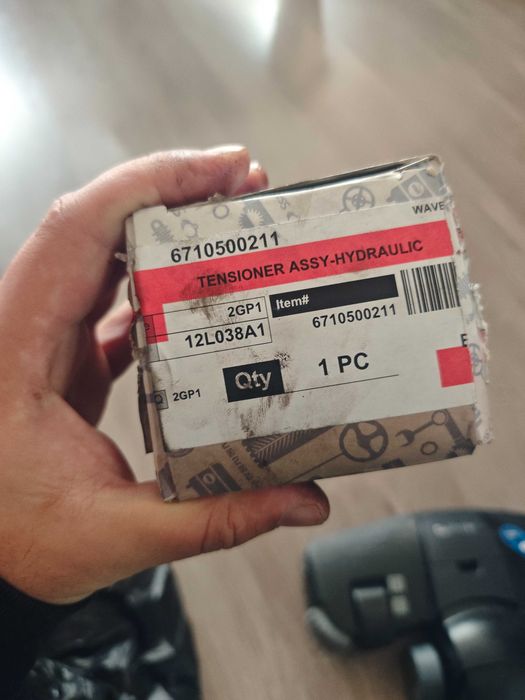 WAVE
6710500211
TENSIONER ASSY-HYDRAULIC
2GP1
Item#
12L038A1
6710500211
Qty
1 PC
2GP1